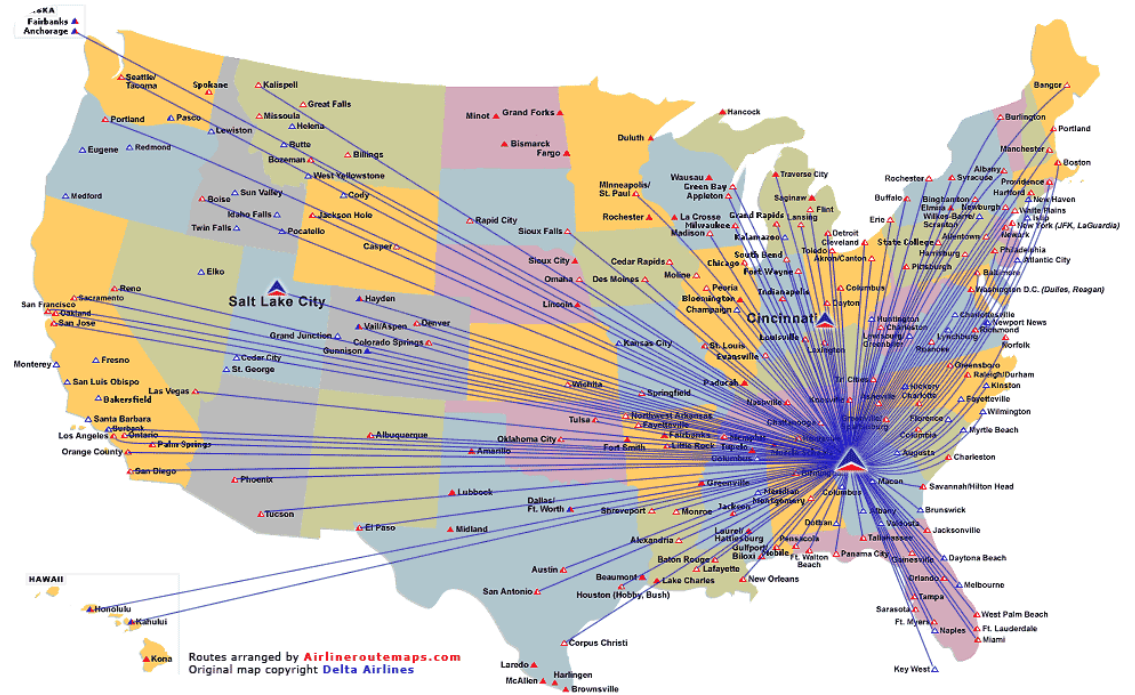 SKA
Fairbanks
Anchorage
Seattle/
Tacoma
Spokane
Kalispell
Great Falls
Missoula
Helena
Portland
Pasco
Lewiston
Butte
Bozeman
Billings
West Yellowstone
Eugene
Redmond
Medford
Boise
Sun Valley
Cody
Idaho Falls
Jackson Hole
Twin Falls
Pocatello
Casper
Minot
Grand Forks
Bismarck
Fargo
Duluth
Hancock
Minneapolis/
St. Paul
Rapid City
Sioux Falls
Rochester
Wausau
Green Bay
Appleton
La Crosse
Milwaukee
Madison
Traverse City
Saginaw
Flint
Grand Rapids
Lansing
Kalamazoo
Detroit
Cleveland
Toledo
Akron/Canton
South Bend
Chicago
Fort Wayne
Sioux City
Cedar Rapids
Omaha
Des Moines
Moline
Peoria
Bloomington
Champaign
Indianapolis
Columbus
Dayton
Lincoln
Cincinnati
Louisville
Lexington
Evansville
St. Louis
Kansas City
Elko
Reno
Sacramento
San Francisco
Oakland
San Jose
Salt Lake City
Hayden
Vail/Aspen
Denver
Grand Junction
Colorado Springs
Gunnison
Monterey
Fresno
Cedar City
St. George
San Luis Obispo
Las Vegas
Bakersfield
Santa Barbara
Burbank
Los Angeles
Ontario
Palm Springs
Orange County
San Diego
Phoenix
Tucson
Albuquerque
Wichita
Springfield
Paducah
Tulsa
Northwest Arkansas
Fayetteville
Oklahoma City
Fort Smith
Fairbanks
Little Rock
Amarillo
Lubbock
Midland
El Paso
Dallas/
Ft. Worth
Shreveport
Monroe
Greenville
Jackson
Meridian
Montgomery
Memphis
Tupelo
Columbus
Nashville
Chattanooga
Knoxville
Tri Cities
Asheville
Hickory
Charlotte
Greenville/
Spartanburg
Columbia
Florence
Augusta
Charleston
Macon
Columbus
Savannah/Hilton Head
Albany
Brunswick
Dothan
Valdosta
Jacksonville
Tallahassee
Gainesville
Daytona Beach
Panama City
Pensacola
Ft. Walton
Beach
Mobile
Gulfport/
Biloxi
Laurel/
Hattiesburg
Alexandria
Baton Rouge
Lafayette
New Orleans
Lake Charles
Beaumont
Houston (Hobby, Bush)
Austin
San Antonio
Corpus Christi
Laredo
McAllen
Harlingen
Brownsville
Orlando
Melbourne
Tampa
Sarasota
Ft. Myers
Naples
West Palm Beach
Ft. Lauderdale
Miami
Key West
Bangor
Burlington
Portland
Manchester
Boston
Albany
Rochester
Syracuse
Providence
Hartford
Buffalo
Binghamton
New Haven
Elmira
Newburgh
White Plains
Islip
Wilkes-Barre/
Scranton
Erie
New York (JFK, LaGuardia)
Newark
State College
Allentown
Philadelphia
Harrisburg
Atlantic City
Pittsburgh
Baltimore
Washington D.C. (Dulles, Reagan)
Huntington
Charleston
Charlottesville
Newport News
Richmond
Lewisburg
Greenbrier
Lynchburg
Roanoke
Norfolk
Greensboro
Raleigh/Durham
Kinston
Fayetteville
Wilmington
Myrtle Beach
HAWAII
Honolulu
Kahului
Kona
Routes arranged by Airlineroutemaps.com
Original map copyright Delta Airlines